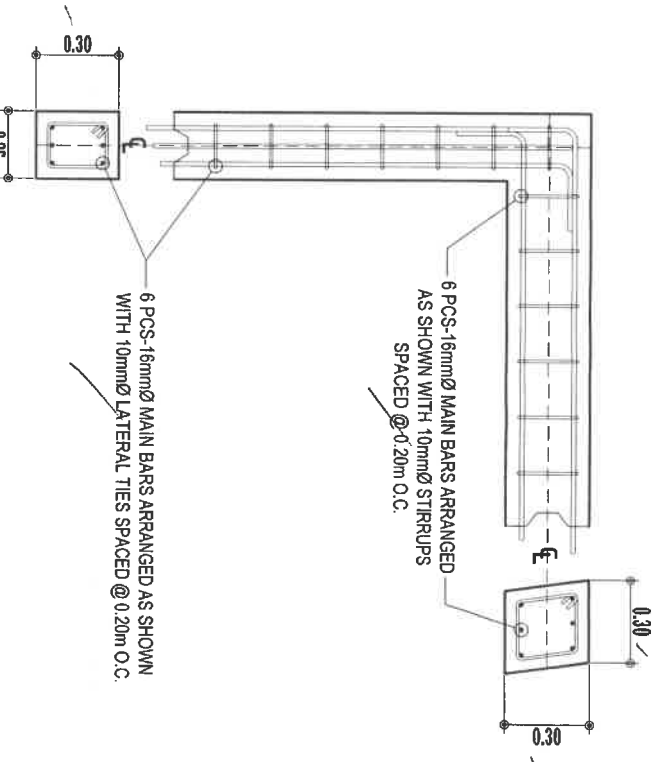 0.30
℄
6 PCS-16mmØ MAIN BARS ARRANGED AS SHOWN
WITH 10mmØ LATERAL TIES SPACED @ 0.20m O.C.
6 PCS-16mmØ MAIN BARS ARRANGED
AS SHOWN WITH 10mmØ STIRRUPS
SPACED @ 0.20m O.C.
℄
0.30
0.30